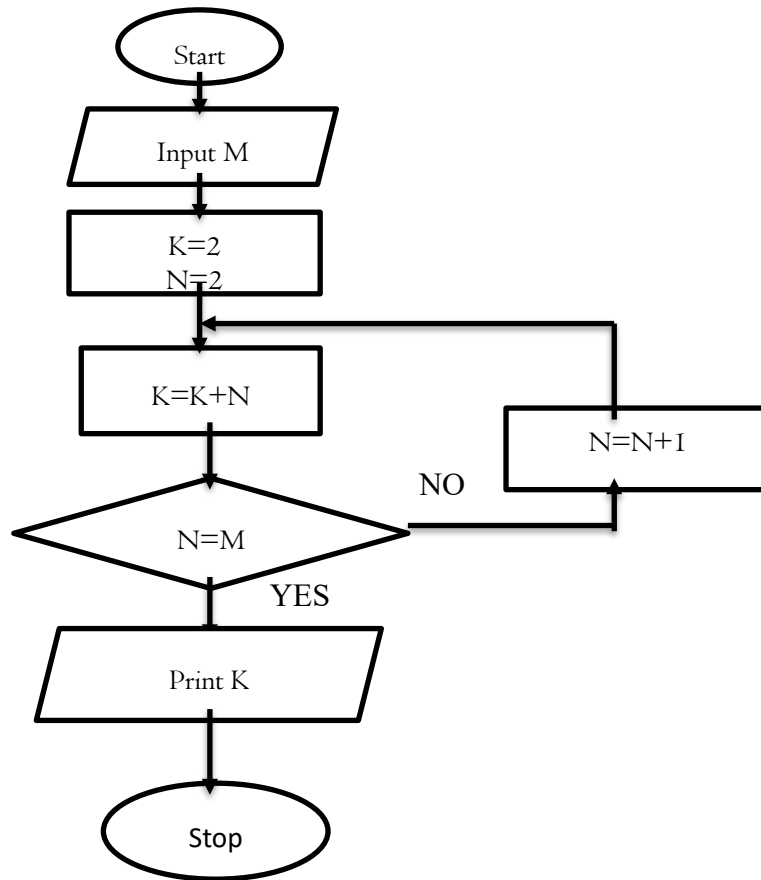 Start
Input M
K=2
N=2
K=K+N
N=N+1
NO
N=M
YES
Print K
Stop